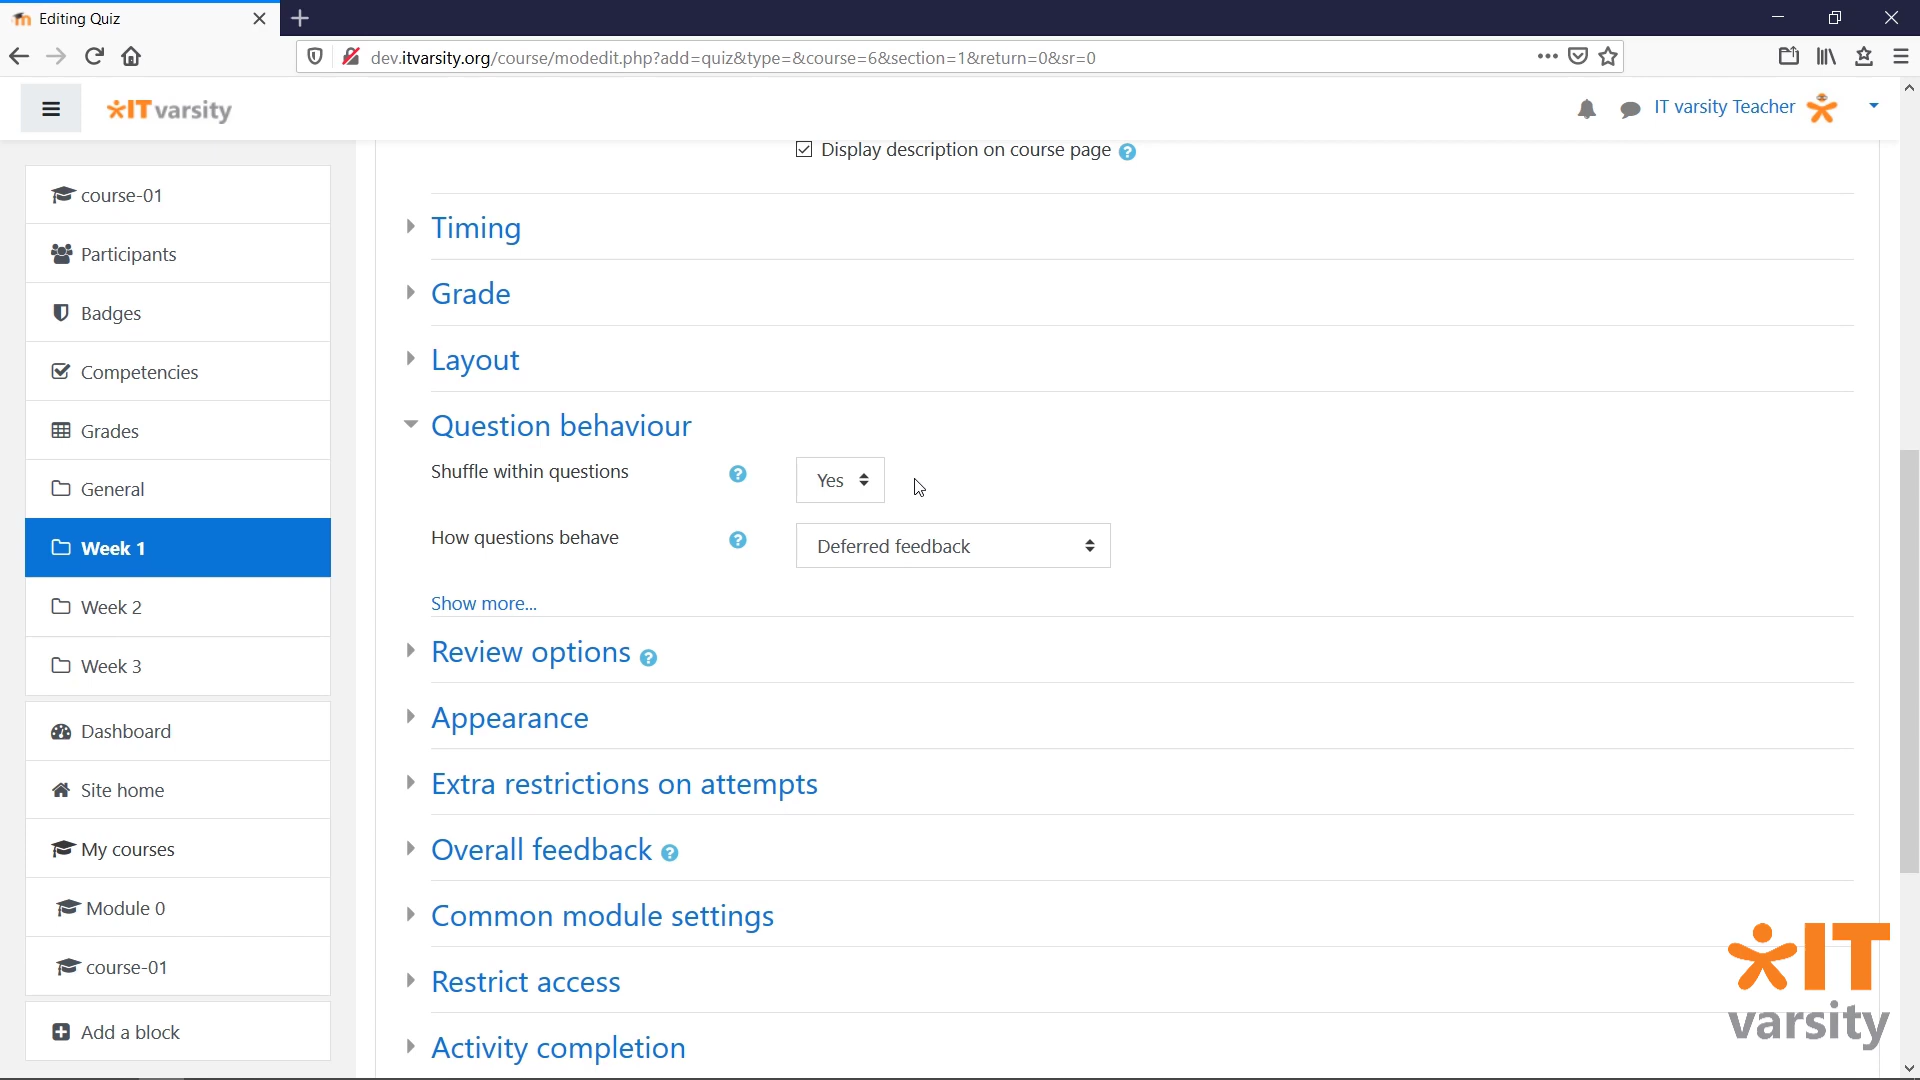 Editing Quiz
dev.itvarsity.org/course/modedit.php?add=quiz&type=&course=6&section=1&return=0&sr=0
IT varsity
IT varsity Teacher
Display description on course page
course-01
Participants
Badges
Competencies
Grades
General
Week 1
Week 2
Week 3
Dashboard
Site home
My courses
Module 0
course-01
Add a block
Timing
Grade
Layout
Question behaviour
Shuffle within questions
Yes
How questions behave
Deferred feedback
Show more...
Review options
Appearance
Extra restrictions on attempts
Overall feedback
Common module settings
Restrict access
Activity completion
IT
varsity